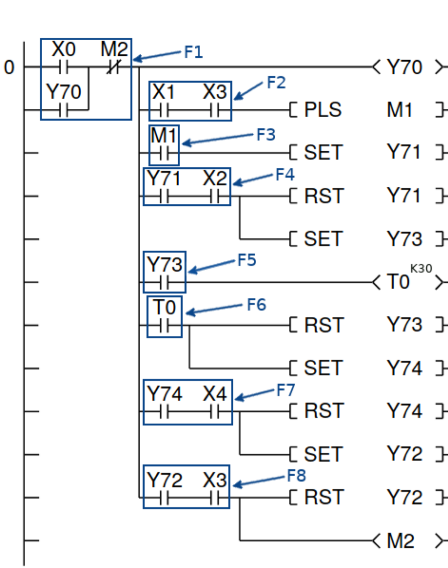 X0 M2 F1
0 Y70
Y70 X1 X3 F2
PLS M1
M1 F3
SET Y71
Y71 X2 F4
RST Y71
SET Y73
Y73 F5
T0 K30
T0 F6
RST Y73
SET Y74
Y74 X4 F7
RST Y74
SET Y72
Y72 X3 F8
RST Y72
M2